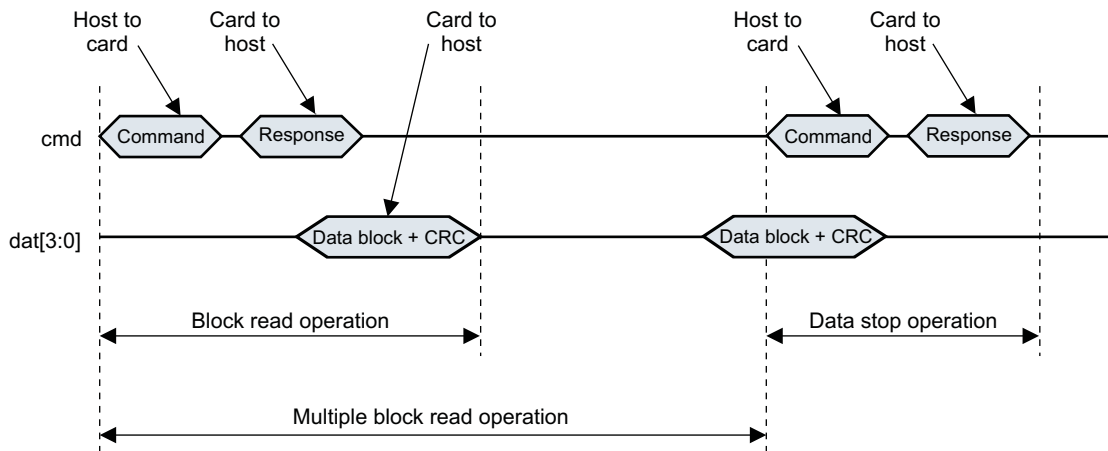 Host to
card
Card to
host
Card to
host
Host to
card
Card to
host
cmd
Command
Response
Command
Response
dat[3:0]
Data block + CRC
Data block + CRC
Block read operation
Data stop operation
Multiple block read operation